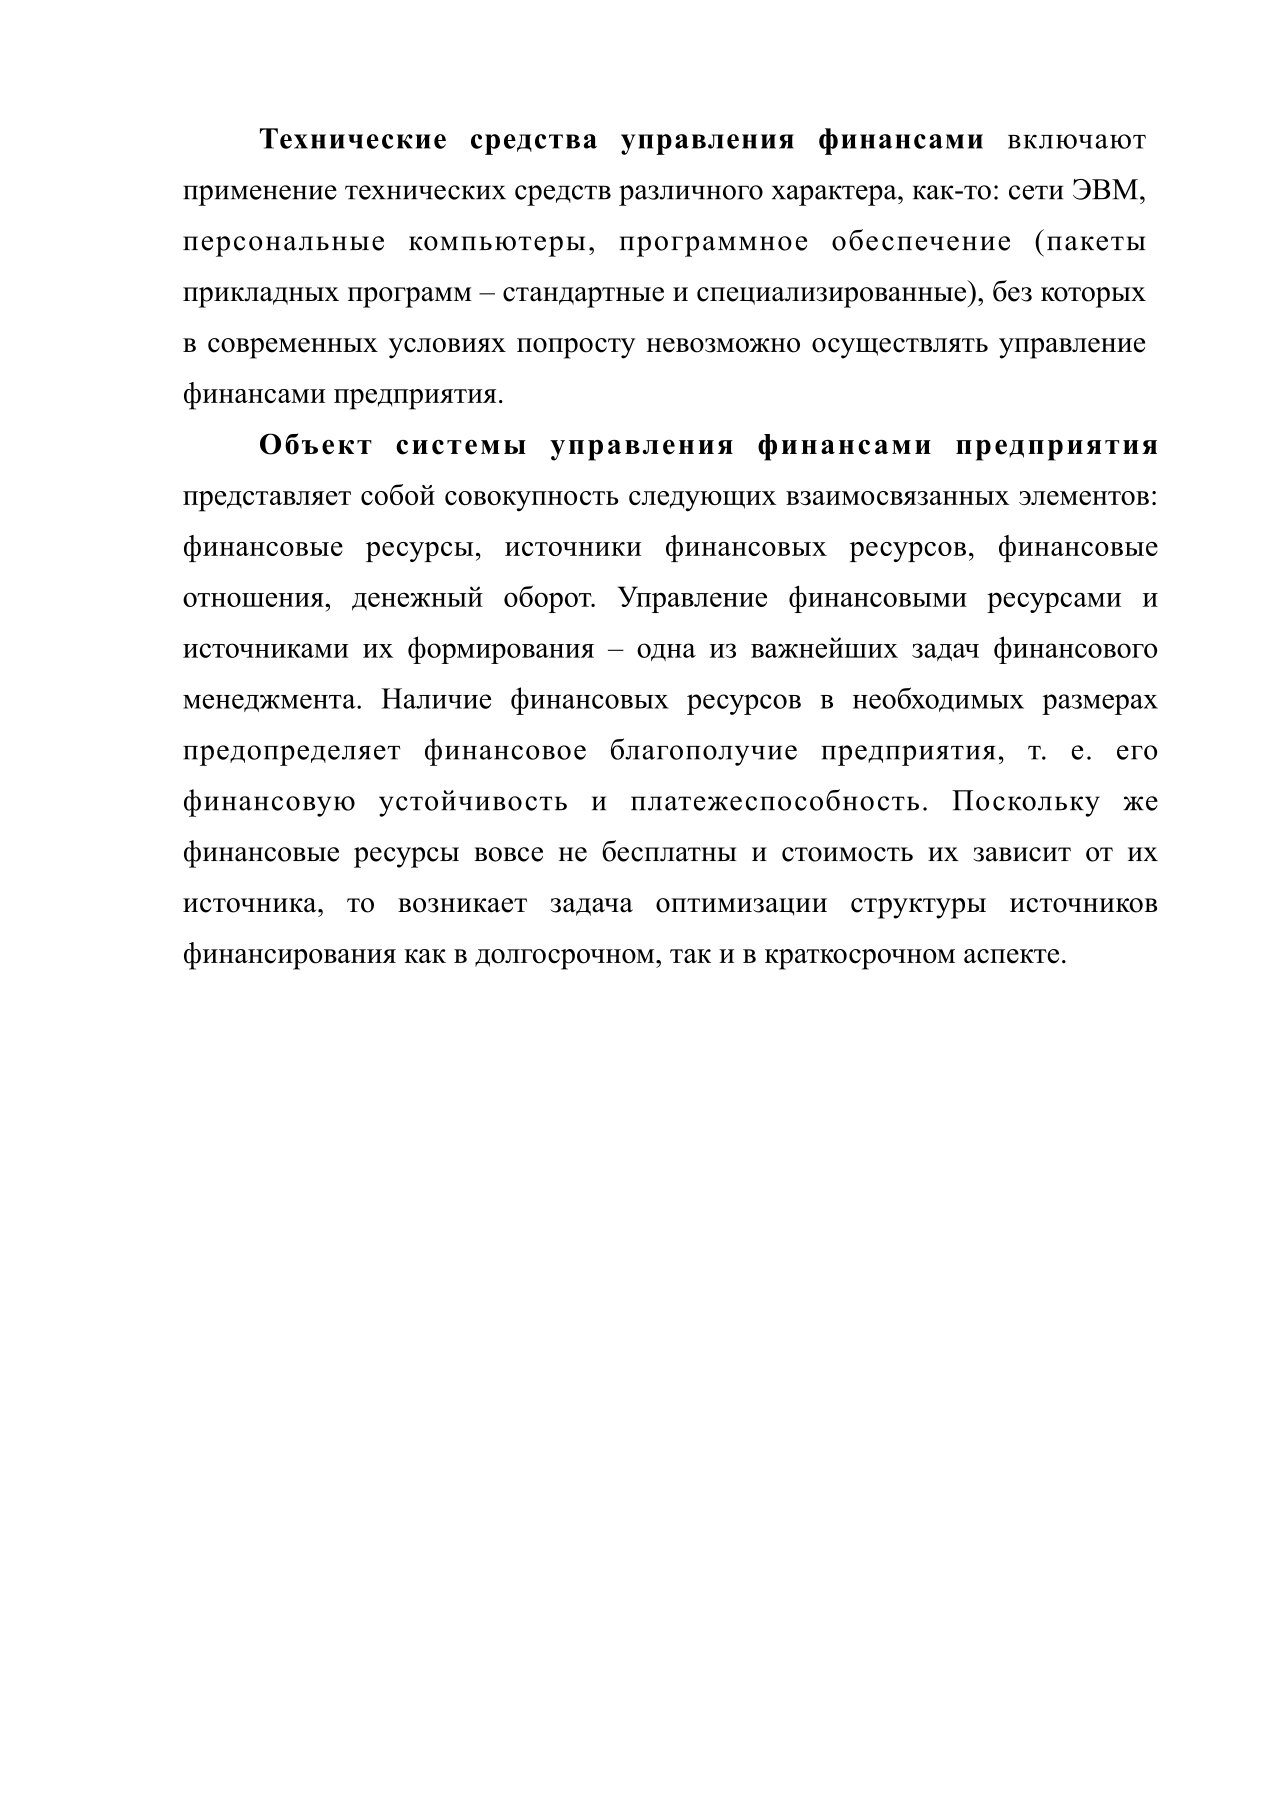 Технические средства управления финансами включают
применение технических средств различного характера, как-то: сети ЭВМ,
персональные компьютеры, программное обеспечение (пакеты
прикладных программ – стандартные и специализированные), без которых
в современных условиях попросту невозможно осуществлять управление
финансами предприятия.
Объект системы управления финансами предприятия
представляет собой совокупность следующих взаимосвязанных элементов:
финансовые ресурсы, источники финансовых ресурсов, финансовые
отношения, денежный оборот. Управление финансовыми ресурсами и
источниками их формирования – одна из важнейших задач финансового
менеджмента. Наличие финансовых ресурсов в необходимых размерах
предопределяет финансовое благополучие предприятия, т. е. его
финансовую устойчивость и платежеспособность. Поскольку же
финансовые ресурсы вовсе не бесплатны и стоимость их зависит от их
источника, то возникает задача оптимизации структуры источников
финансирования как в долгосрочном, так и в краткосрочном аспекте.